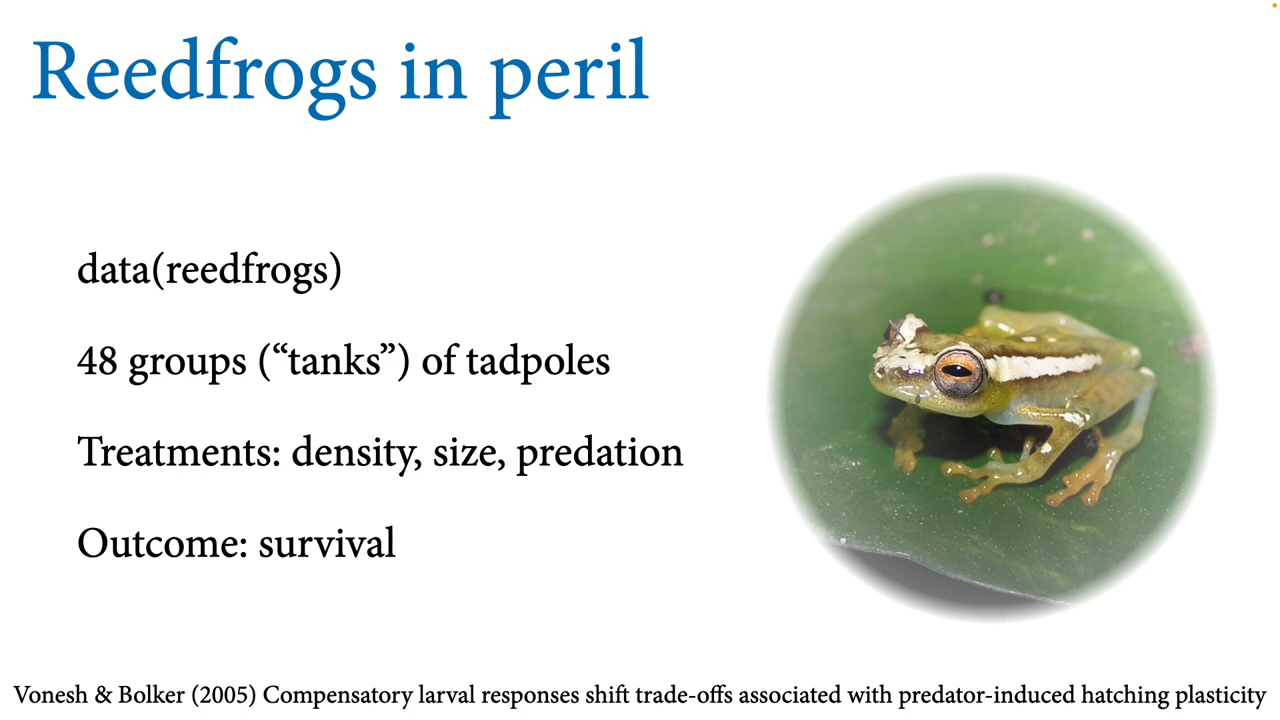 Reedfrogs in peril
data(reedfrogs)
48 groups (“tanks”) of tadpoles
Treatments: density, size, predation
Outcome: survival
Vonesh & Bolker (2005) Compensatory larval responses shift trade-offs associated with predator-induced hatching plasticity